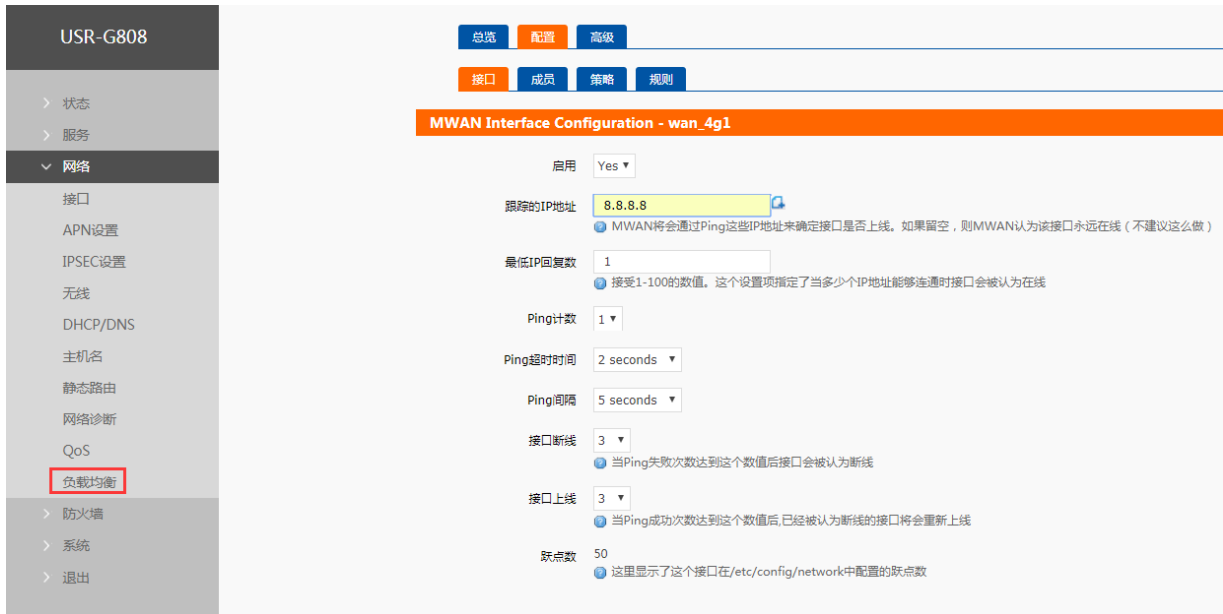 USR-G808
状态
服务
网络
接口
APN设置
IPSEC设置
无线
DHCP/DNS
主机名
静态路由
网络诊断
QoS
负载均衡
防火墙
系统
退出
总览 配置 高级
接口 成员 策略 规则
MWAN Interface Configuration - wan_4g1
启用 Yes
跟踪的IP地址 8.8.8.8
MWAN将会通过Ping这些IP地址来确定接口是否上线。如果留空，则MWAN认为该接口永远在线（不建议这么做）
最低IP回复数 1
接受1-100的数值。这个设置项指定了当多少个IP地址能够连通时接口会被认为在线
Ping计数 1
Ping超时时间 2 seconds
Ping间隔 5 seconds
接口断线 3
当Ping失败次数达到这个数值后接口会被认为断线
接口上线 3
当Ping成功次数达到这个数值后,已经被认为断线的接口将会重新上线
跃点数 50
这里显示了这个接口在/etc/config/network中配置的跃点数